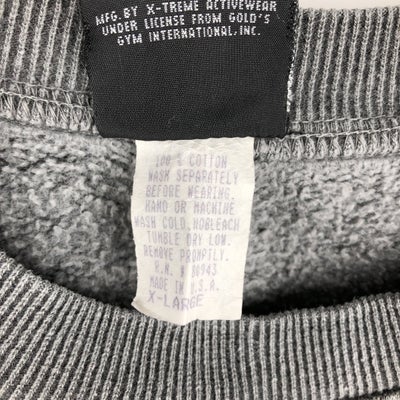 MFG. BY X-TREME ACTIVEWEAR
UNDER LICENSE FROM GOLD'S
GYM INTERNATIONAL, INC.
100 % COTTON
WASH SEPARATELY
BEFORE WEARING.
HAND OR MACHINE
WASH COLD. NOBLEACH
TUMBLE DRY LOW.
REMOVE PROMPTLY.
R.N. # 80943
MADE IN U.S.A.
X-LARGE